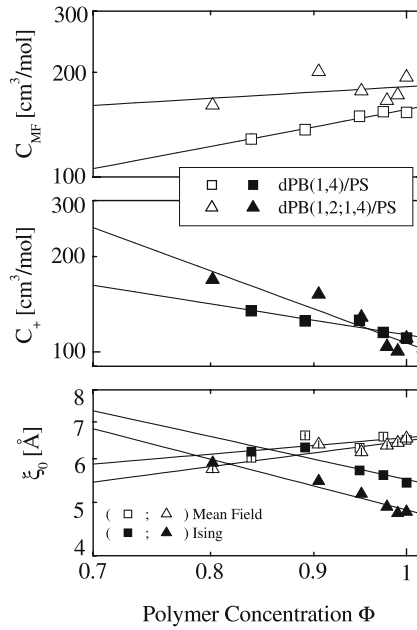 300
200
100
C_MF [cm³/mol]
□ ■ dPB(1,4)/PS
△ ▲ dPB(1,2;1,4)/PS
300
200
100
C₊ [cm³/mol]
8
7
6
5
4
ξ₀ [Å]
( □ ; △ ) Mean Field
( ■ ; ▲ ) Ising
0.7 0.8 0.9 1
Polymer Concentration Φ